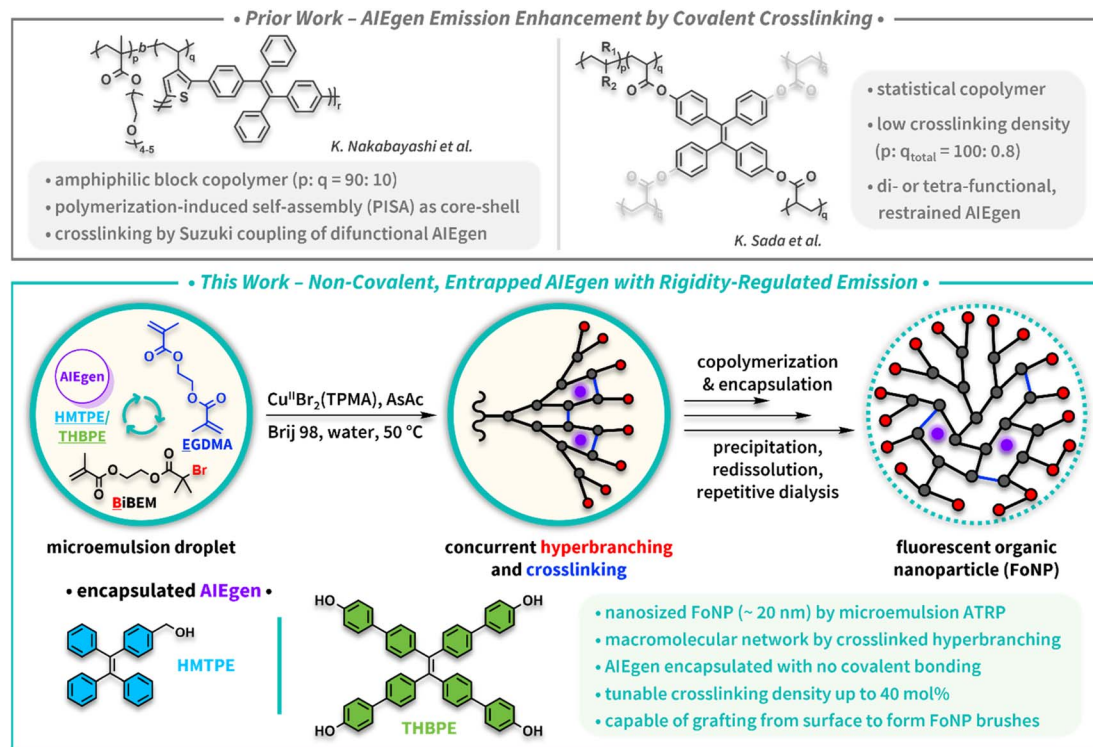 • Prior Work – AIEgen Emission Enhancement by Covalent Crosslinking •
b
p
q
O
O
S
r
O
4-5
K. Nakabayashi et al.
• amphiphilic block copolymer (p: q = 90: 10)
• polymerization-induced self-assembly (PISA) as core-shell
• crosslinking by Suzuki coupling of difunctional AIEgen
R1
p
q
R2
O
O
O
O
q
O
O
O
O
q
q
K. Sada et al.
• statistical copolymer
• low crosslinking density
(p: qtotal = 100: 0.8)
• di- or tetra-functional,
restrained AIEgen
• This Work – Non-Covalent, Entrapped AIEgen with Rigidity-Regulated Emission •
AIEgen
HMTPE/
THBPE
O
O
O
O
EGDMA
O
O
O
O
Br
BiBEM
microemulsion droplet
CuIIBr2(TPMA), AsAc
Brij 98, water, 50 °C
concurrent hyperbranching
and crosslinking
copolymerization
& encapsulation
precipitation,
redissolution,
repetitive dialysis
fluorescent organic
nanoparticle (FoNP)
• encapsulated AIEgen •
OH
HMTPE
HO
OH
HO
OH
THBPE
• nanosized FoNP (~ 20 nm) by microemulsion ATRP
• macromolecular network by crosslinked hyperbranching
• AIEgen encapsulated with no covalent bonding
• tunable crosslinking density up to 40 mol%
• capable of grafting from surface to form FoNP brushes